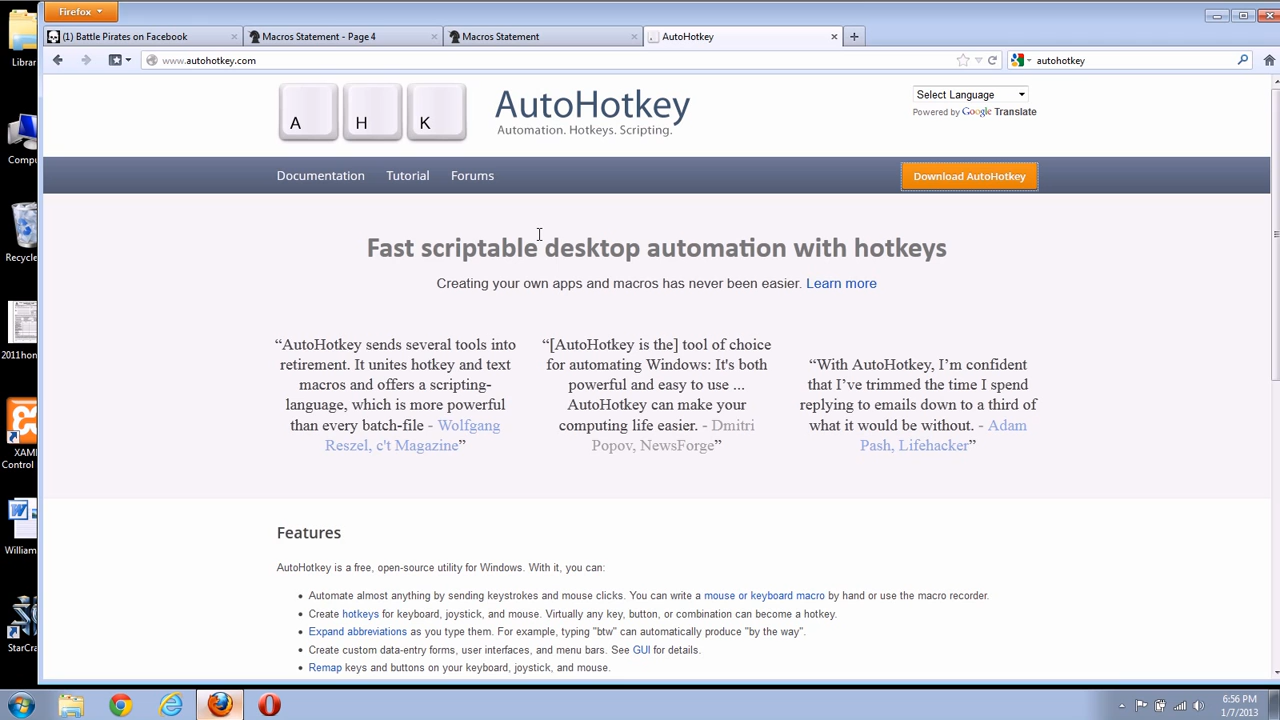 Firefox
(1) Battle Pirates on Facebook
Macros Statement - Page 4
Macros Statement
AutoHotkey
www.autohotkey.com
autohotkey
A H K
AutoHotkey
Automation. Hotkeys. Scripting.
Select Language
Powered by Google Translate
Documentation Tutorial Forums
Download AutoHotkey
Fast scriptable desktop automation with hotkeys
Creating your own apps and macros has never been easier. Learn more
“AutoHotkey sends several tools into
retirement. It unites hotkey and text
macros and offers a scripting-
language, which is more powerful
than every batch-file - Wolfgang
Reszel, c't Magazine”
“[AutoHotkey is the] tool of choice
for automating Windows: It's both
powerful and easy to use ...
AutoHotkey can make your
computing life easier. - Dmitri
Popov, NewsForge”
“With AutoHotkey, I’m confident
that I’ve trimmed the time I spend
replying to emails down to a third of
what it would be without. - Adam
Pash, Lifehacker”
Features
AutoHotkey is a free, open-source utility for Windows. With it, you can:
• Automate almost anything by sending keystrokes and mouse clicks. You can write a mouse or keyboard macro by hand or use the macro recorder.
• Create hotkeys for keyboard, joystick, and mouse. Virtually any key, button, or combination can become a hotkey.
• Expand abbreviations as you type them. For example, typing "btw" can automatically produce "by the way".
• Create custom data-entry forms, user interfaces, and menu bars. See GUI for details.
• Remap keys and buttons on your keyboard, joystick, and mouse.
Librar
Compu
Recycle
2011hon
XAM
Control
William
StarCra
6:56 PM
1/7/2013